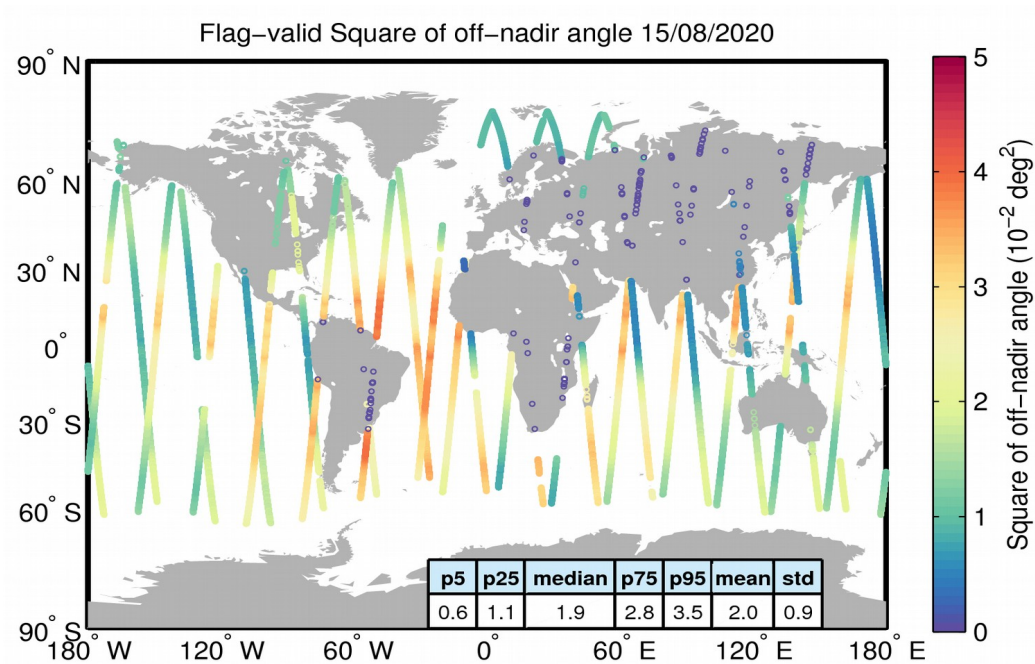 Flag−valid Square of off−nadir angle 15/08/2020
90° N
60° N
30° N
0°
30° S
60° S
90° S
180° W
120° W
60° W
0°
60° E
120° E
180° E
5
4
3
2
1
0
Square of off−nadir angle (10⁻² deg²)
p5 p25 median p75 p95 mean std
0.6 1.1 1.9 2.8 3.5 2.0 0.9